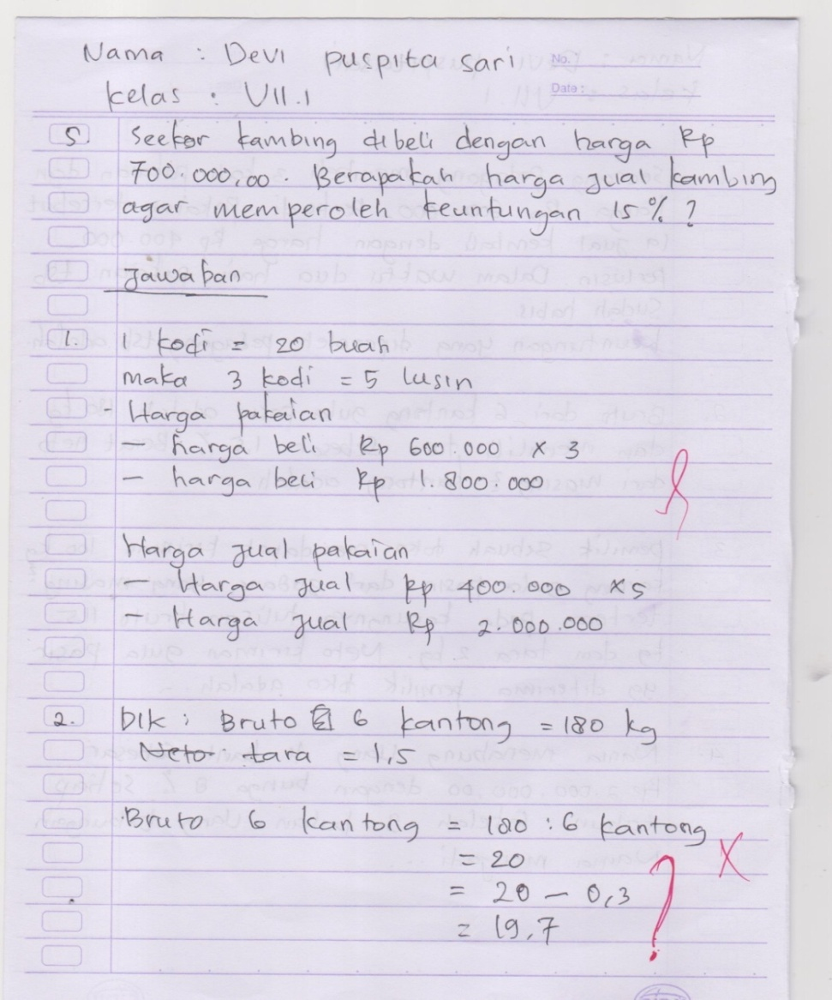 Nama : Devi puspita sari
No.
kelas : VII.1
Date :
5 Seekor kambing dibeli dengan harga Rp
700.000,00. Berapakah harga jual kambing
agar memperoleh keuntungan 15 % ?
Jawaban
1. 1 kodi = 20 buah
maka 3 kodi = 5 lusin
- Harga pakaian
- harga beli Rp 600.000 x 3
- harga beli Rp 1.800.000
Harga jual pakaian
- Harga jual Rp 400.000 x5
Harga jual Rp 2.000.000
2. Dik : Bruto 6 kantong = 180 kg
Neto : tara = 1,5
Bruto 6 kantong = 180 : 6 kantong
= 20
= 20 - 0,3
= 19,7
X
?